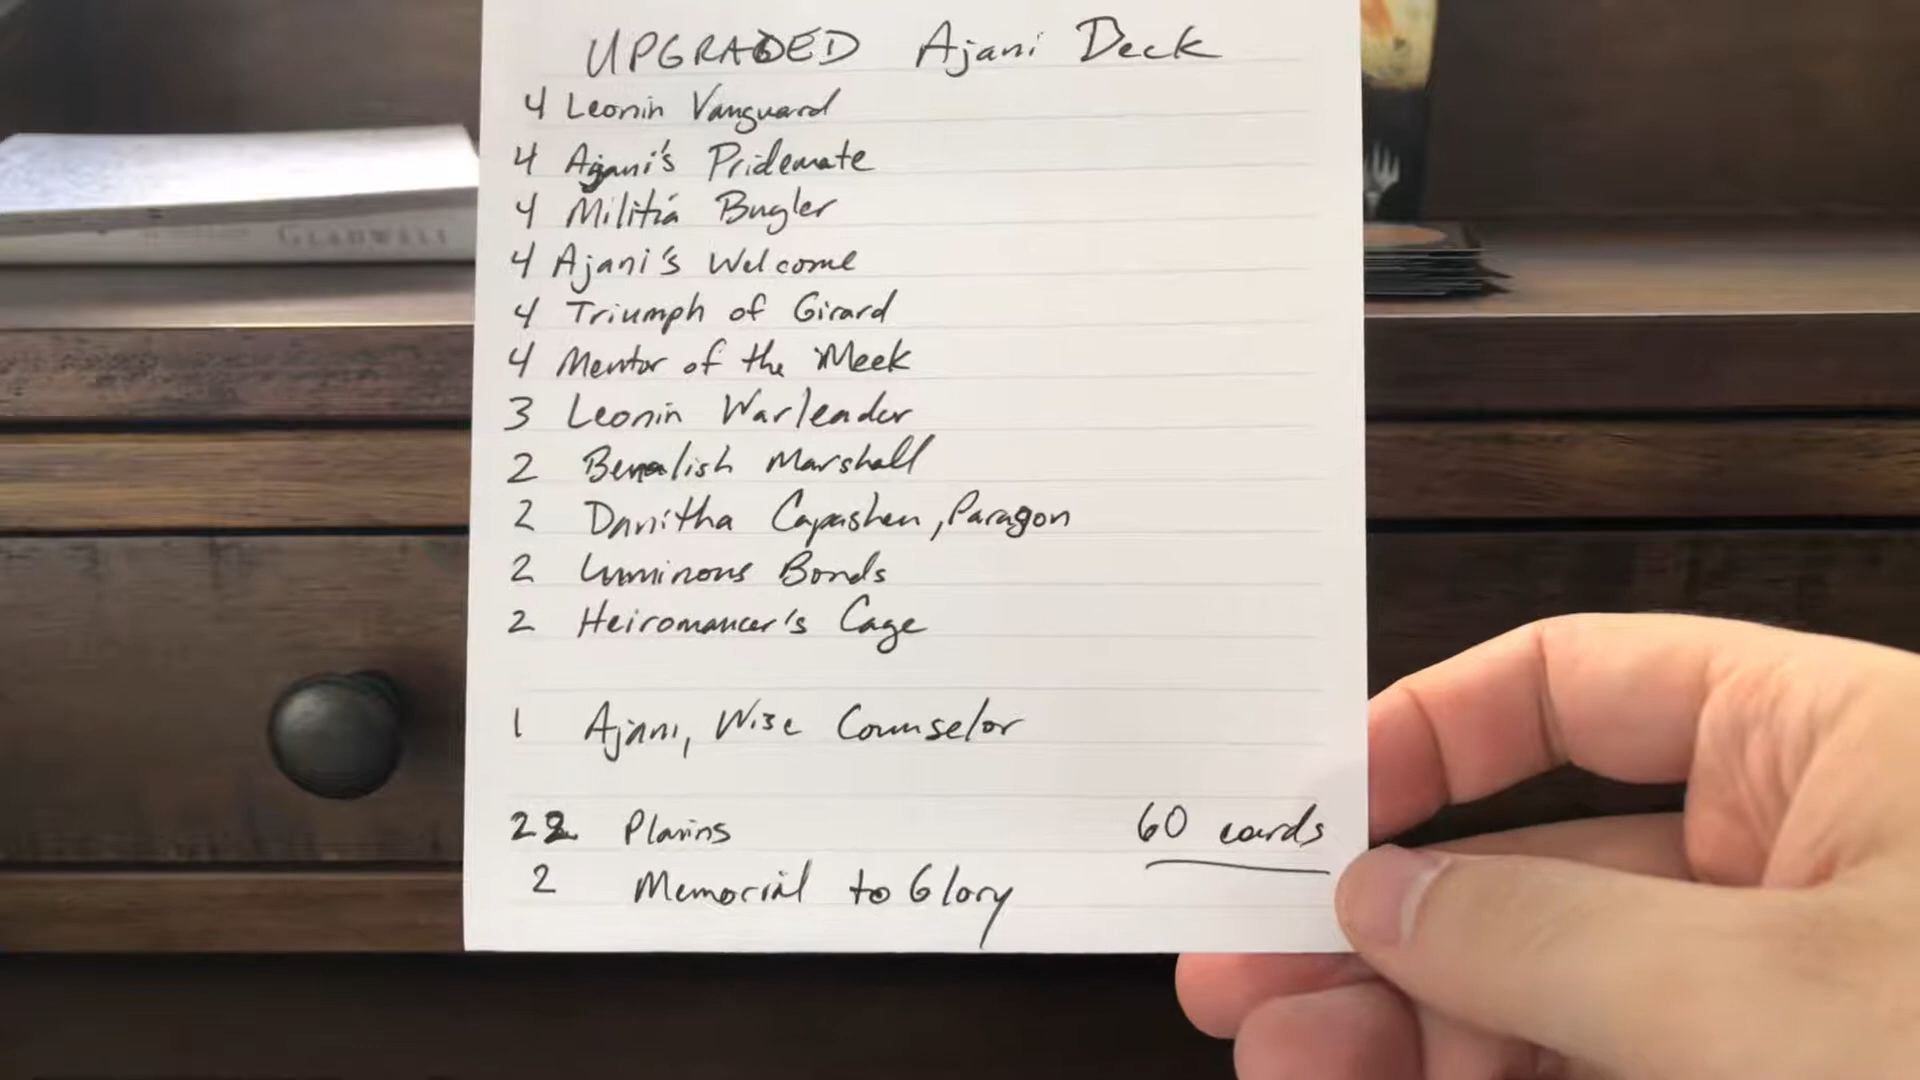 UPGRADED Ajani Deck
4 Leonin Vanguard
4 Ajani's Pridemate
4 Militia Bugler
4 Ajani's Welcome
4 Triumph of Girard
4 Mentor of the Meek
3 Leonin Warleader
2 Benalish Marshall
2 Danitha Capashen, Paragon
2 Luminous Bonds
2 Heiromancer's Cage
1 Ajani, Wise Counselor
22 Plains
60 cards
2 Memorial to Glory
GLADWELL